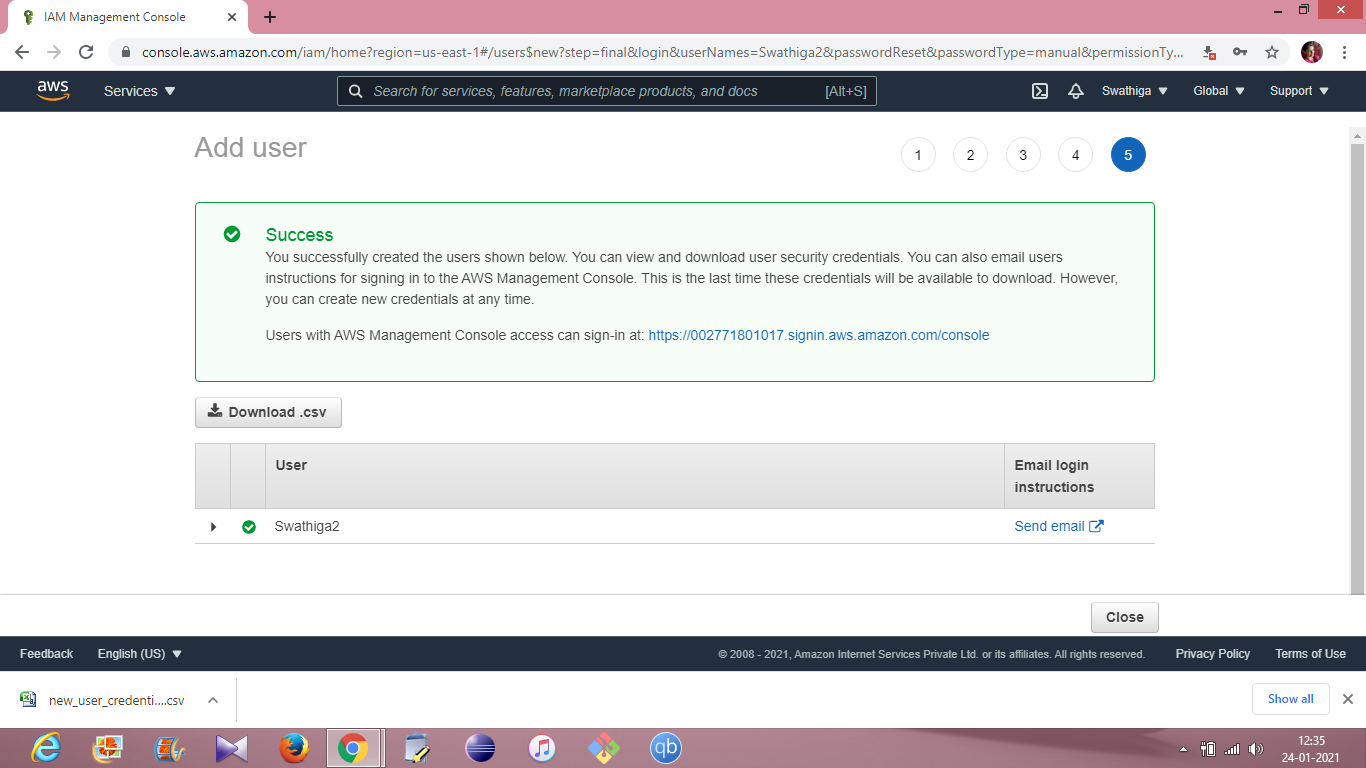 IAM Management Console
console.aws.amazon.com/iam/home?region=us-east-1#/users$new?step=final&login&userNames=Swathiga2&passwordReset&passwordType=manual&permissionTy...
aws
Services
Search for services, features, marketplace products, and docs
[Alt+S]
Swathiga
Global
Support
Add user
1
2
3
4
5
Success
You successfully created the users shown below. You can view and download user security credentials. You can also email users
instructions for signing in to the AWS Management Console. This is the last time these credentials will be available to download. However,
you can create new credentials at any time.
Users with AWS Management Console access can sign-in at: https://002771801017.signin.aws.amazon.com/console
Download .csv
User
Email login
instructions
Swathiga2
Send email
Close
Feedback
English (US)
© 2008 - 2021, Amazon Internet Services Private Ltd. or its affiliates. All rights reserved.
Privacy Policy
Terms of Use
new_user_credenti....csv
Show all
qb
12:35
24-01-2021